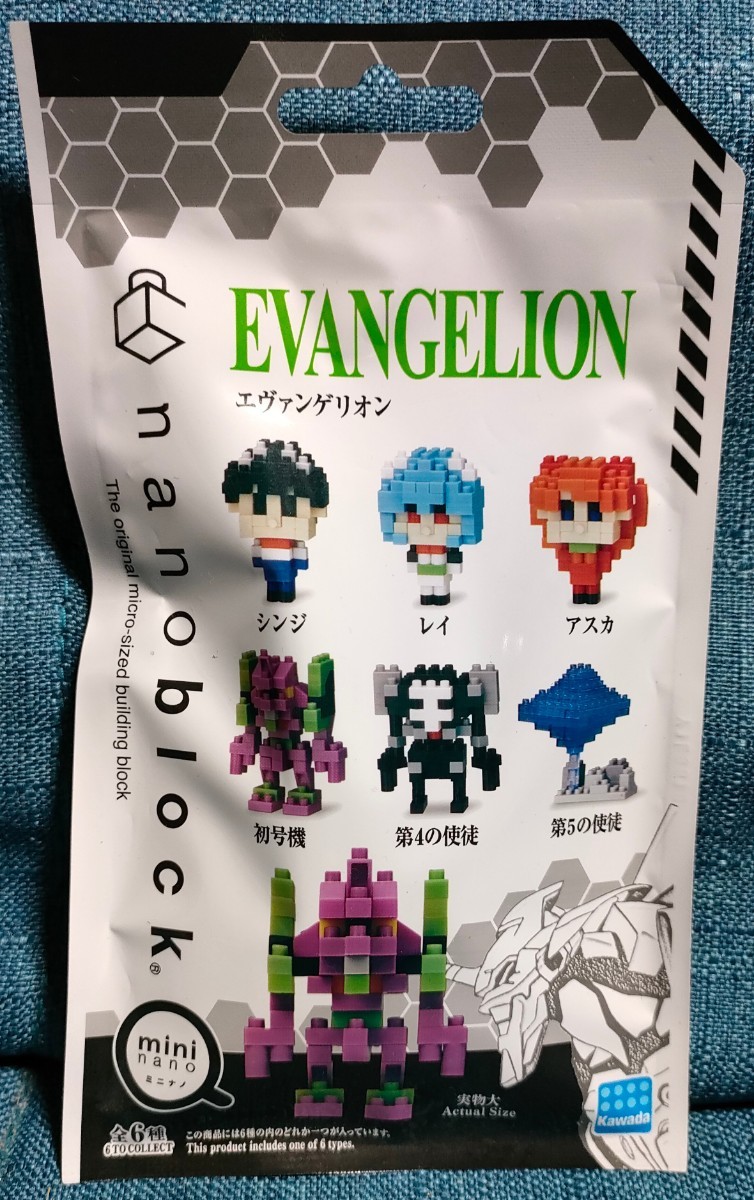 EVANGELION
エヴァンゲリオン
nanoblock®
The original micro-sized building block
シンジ
レイ
アスカ
初号機
第4の使徒
第5の使徒
mini
nano
ミニナノ
実物大
Actual Size
Kawada
全6種
6 TO COLLECT
この商品には6種の内のどれか一つが入っています。
This product includes one of 6 types.